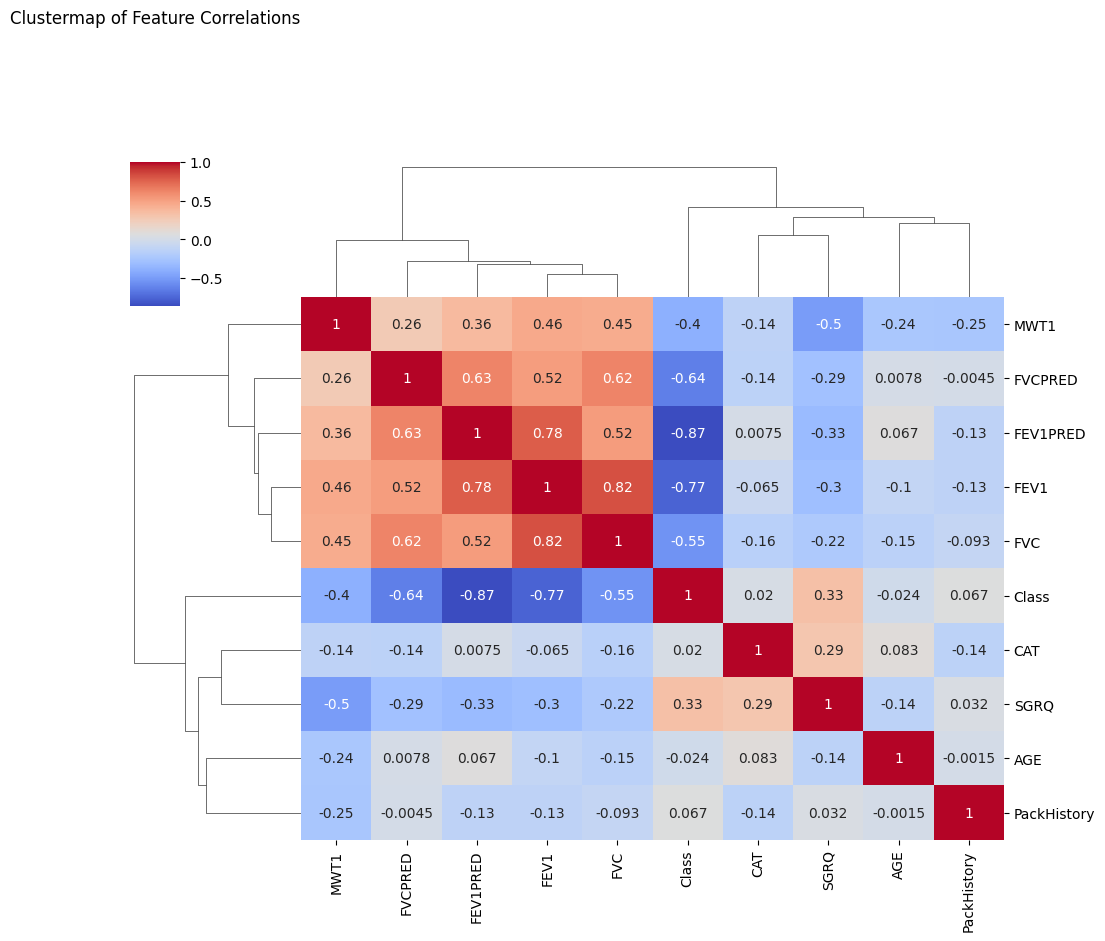 Clustermap of Feature Correlations
1.0
0.5
0.0
−0.5
1 0.26 0.36 0.46 0.45 -0.4 -0.14 -0.5 -0.24 -0.25 MWT1
0.26 1 0.63 0.52 0.62 -0.64 -0.14 -0.29 0.0078 -0.0045 FVCPRED
0.36 0.63 1 0.78 0.52 -0.87 0.0075 -0.33 0.067 -0.13 FEV1PRED
0.46 0.52 0.78 1 0.82 -0.77 -0.065 -0.3 -0.1 -0.13 FEV1
0.45 0.62 0.52 0.82 1 -0.55 -0.16 -0.22 -0.15 -0.093 FVC
-0.4 -0.64 -0.87 -0.77 -0.55 1 0.02 0.33 -0.024 0.067 Class
-0.14 -0.14 0.0075 -0.065 -0.16 0.02 1 0.29 0.083 -0.14 CAT
-0.5 -0.29 -0.33 -0.3 -0.22 0.33 0.29 1 -0.14 0.032 SGRQ
-0.24 0.0078 0.067 -0.1 -0.15 -0.024 0.083 -0.14 1 -0.0015 AGE
-0.25 -0.0045 -0.13 -0.13 -0.093 0.067 -0.14 0.032 -0.0015 1 PackHistory
MWT1 FVCPRED FEV1PRED FEV1 FVC Class CAT SGRQ AGE PackHistory